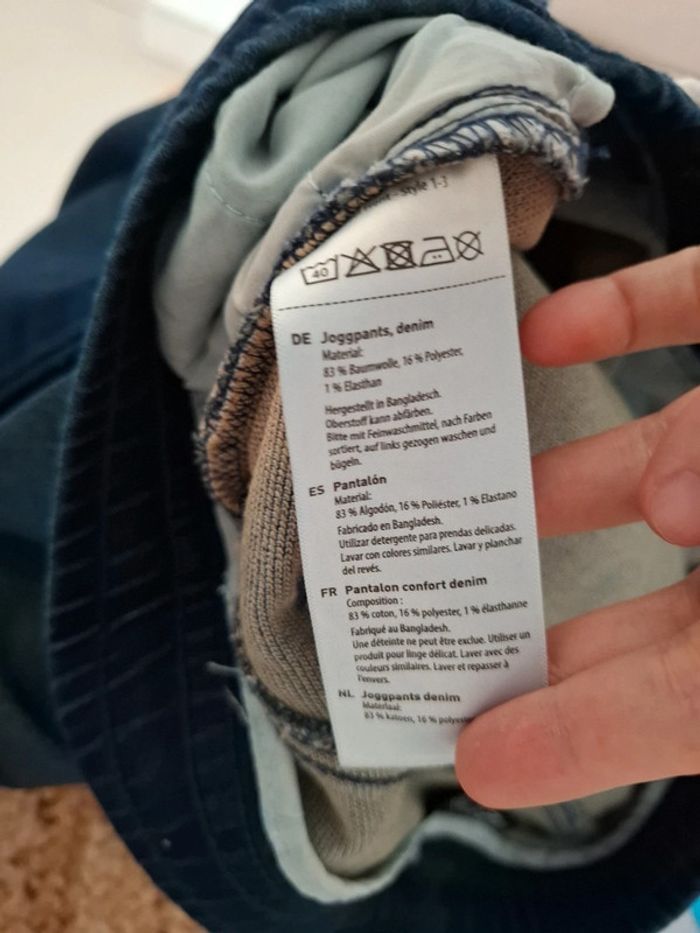 Style 1-3
40
DE Joggpants, denim
Material:
83 % Baumwolle, 16 % Polyester,
1 % Elasthan
Hergestellt in Bangladesch.
Oberstoff kann abfärben.
Bitte mit Feinwaschmittel, nach Farben
sortiert, auf links gezogen waschen und
bügeln.
ES Pantalón
Material:
83 % Algodón, 16 % Poliéster, 1 % Elastano
Fabricado en Bangladesh.
Utilizar detergente para prendas delicadas.
Lavar con colores similares. Lavar y planchar
del revés.
FR Pantalon confort denim
Composition :
83 % coton, 16 % polyester, 1 % élasthanne
Fabriqué au Bangladesh.
Une déteinte ne peut être exclue. Utiliser un
produit pour linge délicat. Laver avec des
couleurs similaires. Laver et repasser à
l'envers.
NL Joggpants denim
Materiaal:
83 % katoen, 16 %